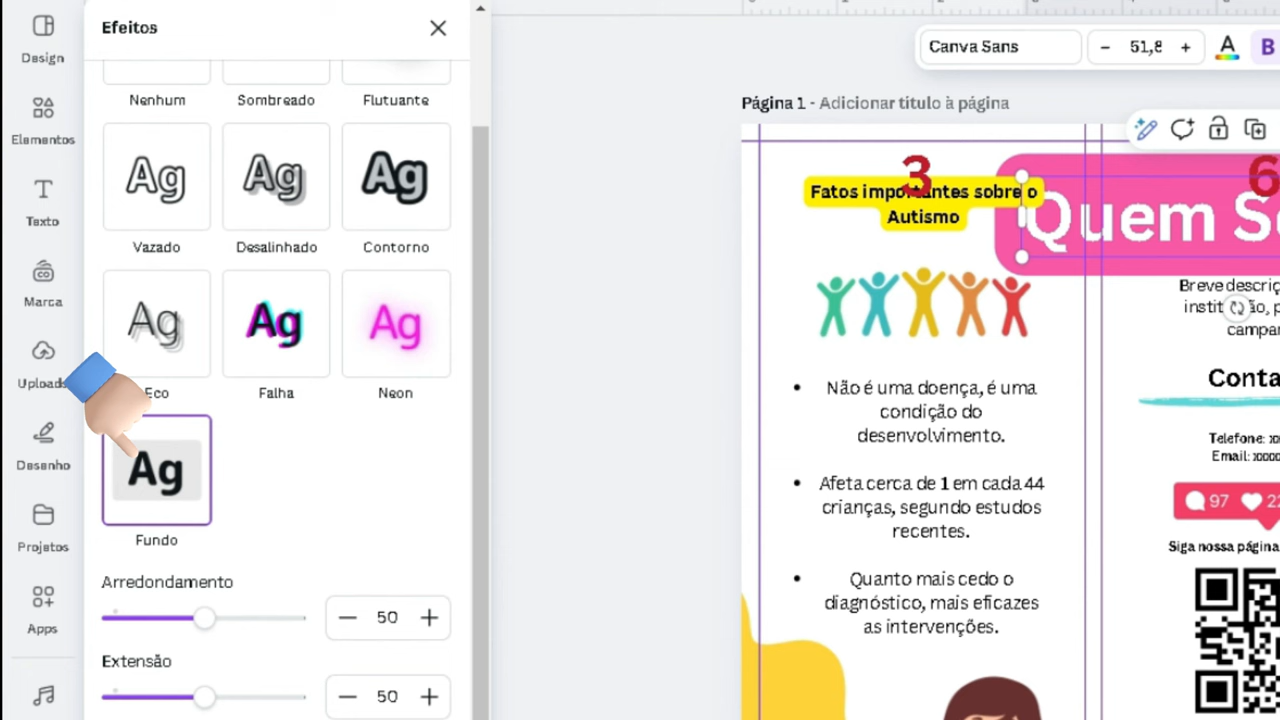 Design
Elementos
Texto
Marca
Uploads
Desenho
Projetos
Apps
Efeitos
Nenhum
Sombreado
Flutuante
Ag
Ag
Ag
Vazado
Desalinhado
Contorno
Ag
Ag
Ag
Eco
Falha
Neon
Ag
Fundo
Arredondamento
50
Extensão
50
Canva Sans
51,8
A
B
Página 1 - Adicionar título à página
3
Fatos importantes sobre o
Autismo
• Não é uma doença, é uma
condição do
desenvolvimento.
• Afeta cerca de 1 em cada 44
crianças, segundo estudos
recentes.
• Quanto mais cedo o
diagnóstico, mais eficazes
as intervenções.
6
Quem
Breve
Telefone:
Email:
97
Siga nossa página